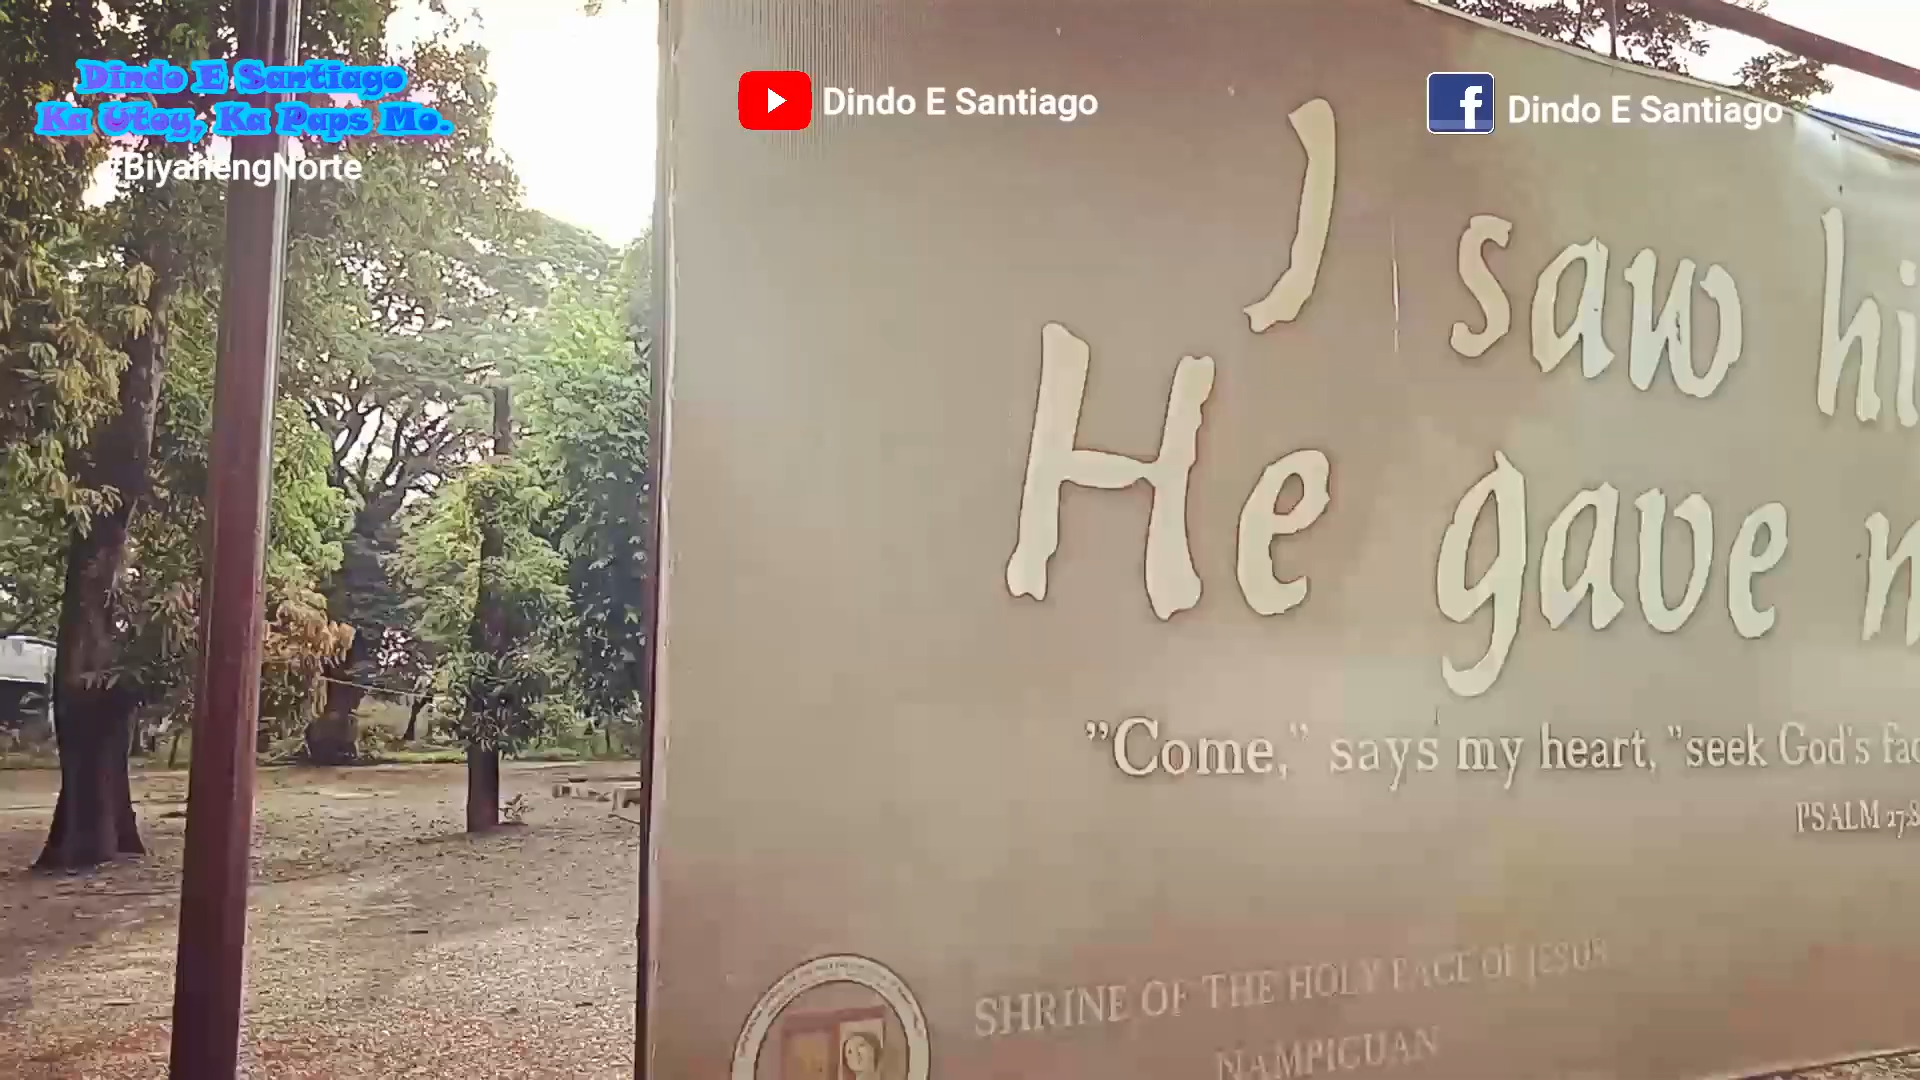 Dindo E Santiago
Ka Utoy, Ka Paps Mo.
#BiyahengNorte
Dindo E Santiago
Dindo E Santiago
I saw hi
He gave
"Come," says my heart, "seek God's fac
PSALM 27:8
SHRINE OF THE HOLY FACE OF JESUS
NAMPICUAN